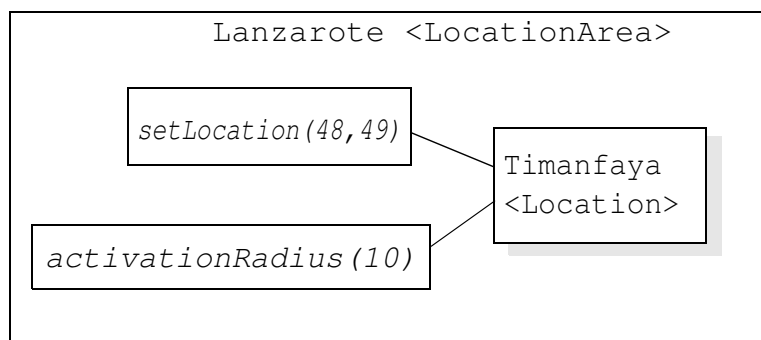 Lanzarote <LocationArea>
setLocation(48,49)
Timanfaya
<Location>
activationRadius(10)